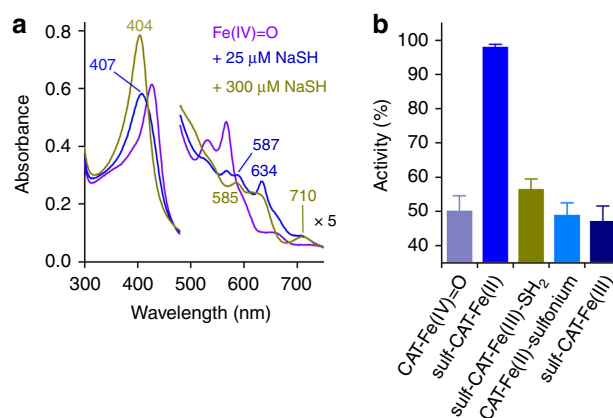 a
0.8
0.6
0.4
0.2
0.0
Absorbance
300 400 500 600 700
Wavelength (nm)
404
407
Fe(IV)=O
+ 25 µM NaSH
+ 300 µM NaSH
587
634
585
710
× 5
b
100
90
80
70
60
50
40
Activity (%)
CAT-Fe(IV)=O
sulf-CAT-Fe(II)
sulf-CAT-Fe(III)-SH₂
CAT-Fe(II)-sulfonium
sulf-CAT-Fe(III)